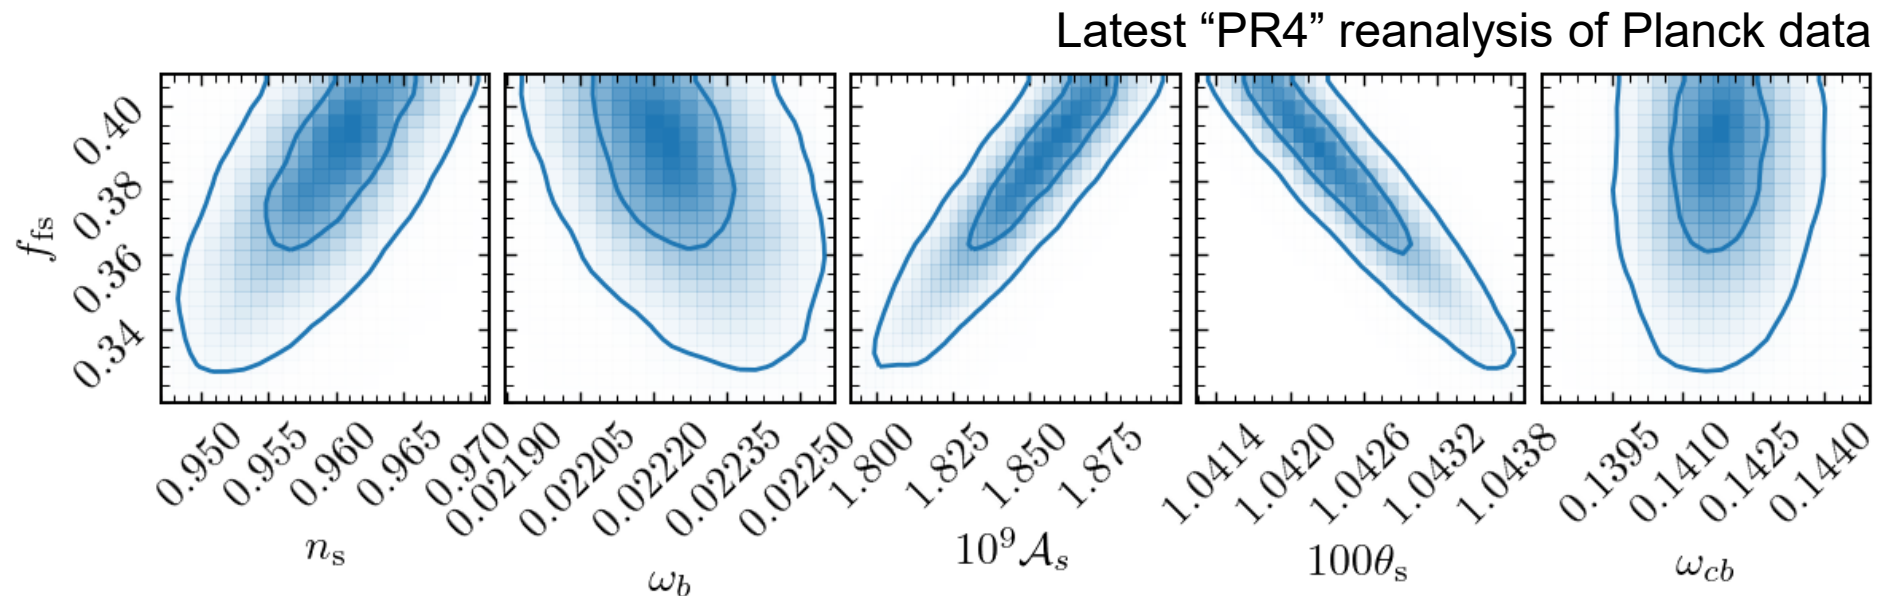 Latest “PR4” reanalysis of Planck data
0.40
0.38
0.36
0.34
f_fs
0.950 0.955 0.960 0.965 0.970
n_s
0.02190 0.02205 0.02220 0.02235 0.02250
ω_b
1.800 1.825 1.850 1.875
10⁹𝒜_s
1.0414 1.0420 1.0426 1.0432 1.0438
100θ_s
0.1395 0.1410 0.1425 0.1440
ω_cb